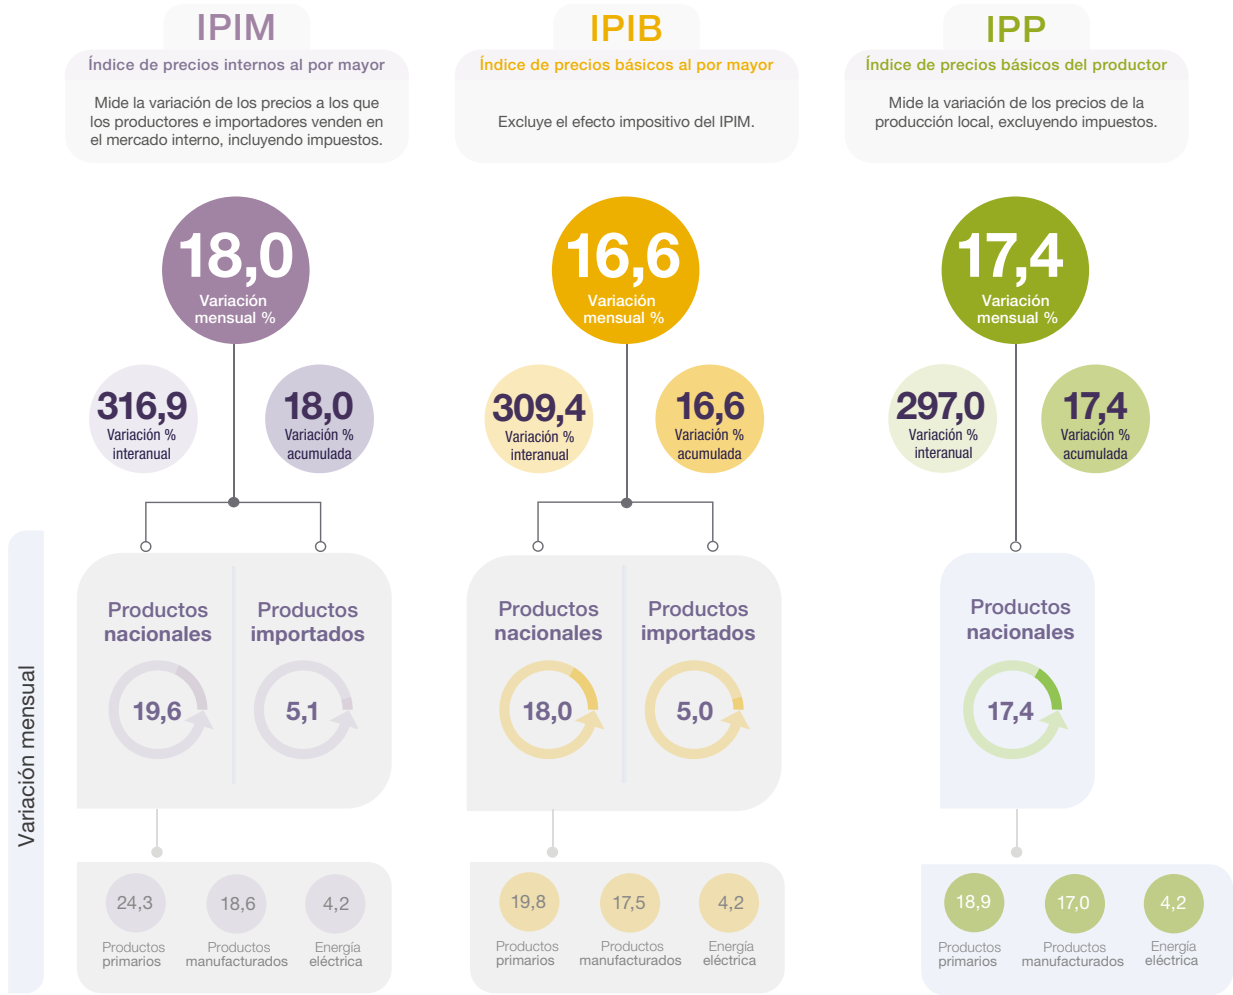 IPIM
Índice de precios internos al por mayor
Mide la variación de los precios a los que
los productores e importadores venden en
el mercado interno, incluyendo impuestos.
18,0
Variación
mensual %
316,9
Variación %
interanual
18,0
Variación %
acumulada
IPIB
Índice de precios básicos al por mayor
Excluye el efecto impositivo del IPIM.
16,6
Variación
mensual %
309,4
Variación %
interanual
16,6
Variación %
acumulada
IPP
Índice de precios básicos del productor
Mide la variación de los precios de la
producción local, excluyendo impuestos.
17,4
Variación
mensual %
297,0
Variación %
interanual
17,4
Variación %
acumulada
Variación mensual
Productos
nacionales
19,6
Productos
importados
5,1
24,3
Productos
primarios
18,6
Productos
manufacturados
4,2
Energía
eléctrica
Productos
nacionales
18,0
Productos
importados
5,0
19,8
Productos
primarios
17,5
Productos
manufacturados
4,2
Energía
eléctrica
Productos
nacionales
17,4
18,9
Productos
primarios
17,0
Productos
manufacturados
4,2
Energía
eléctrica